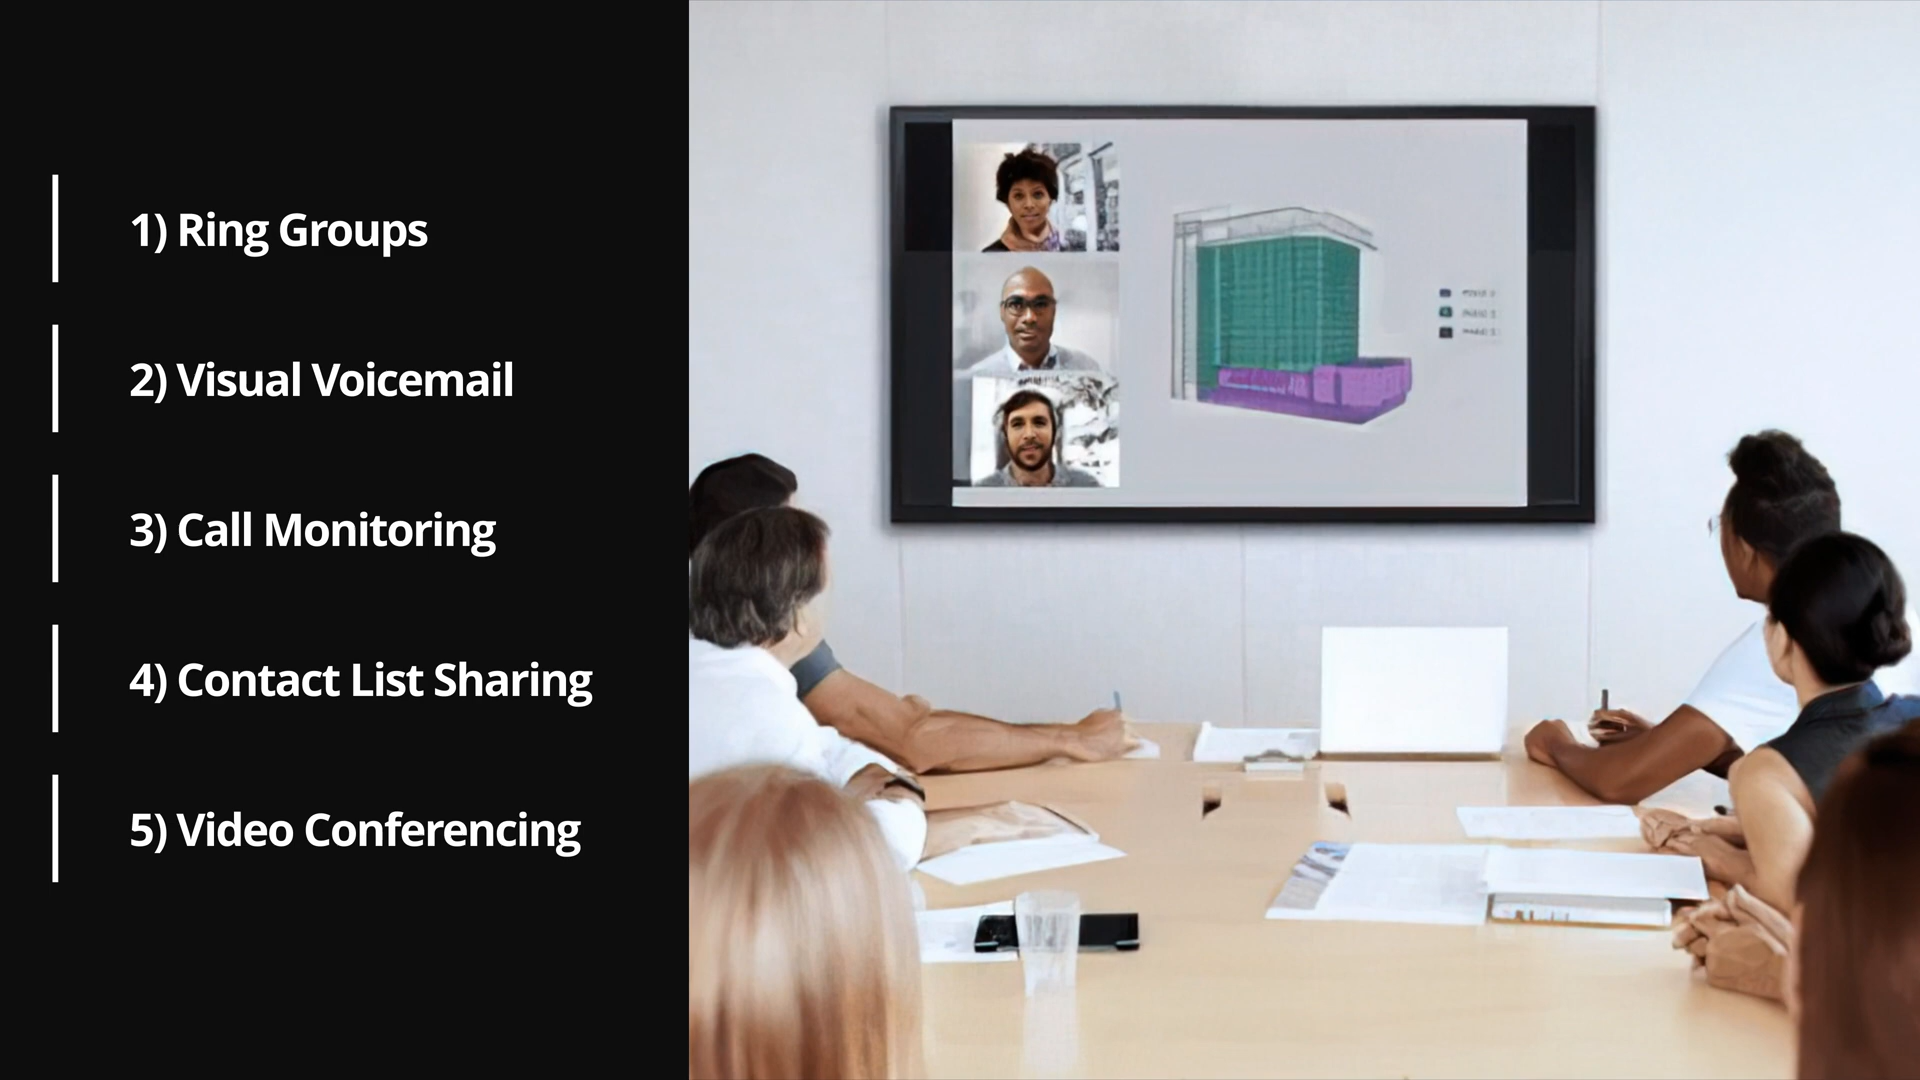 1) Ring Groups
2) Visual Voicemail
3) Call Monitoring
4) Contact List Sharing
5) Video Conferencing